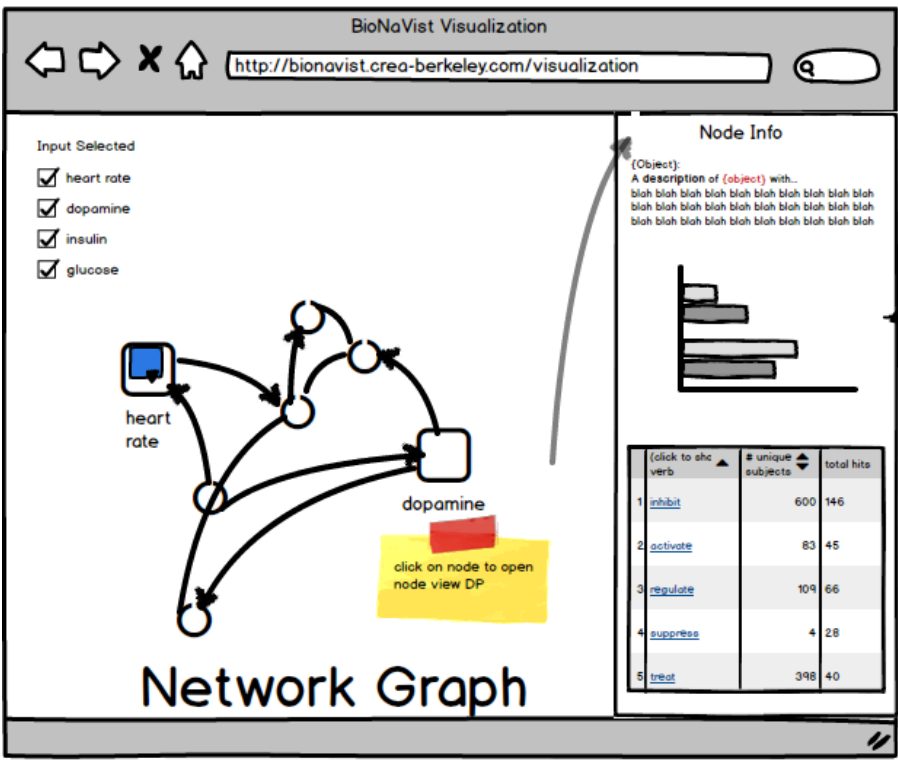 BioNaVist Visualization
http://bionavist.crea-berkeley.com/visualization
Input Selected
heart rate
dopamine
insulin
glucose
heart
rate
dopamine
click on node to open
node view DP
Network Graph
Node Info
{Object}:
A description of {object} with...
blah blah blah blah blah blah blah blah blah blah
blah blah blah blah blah blah blah blah blah blah
blah blah blah blah blah blah blah blah blah blah
(click to shc # unique total hits
verb subjects
1 inhibit 600 146
2 activate 83 45
3 regulate 109 66
4 suppress 4 28
5 treat 398 40